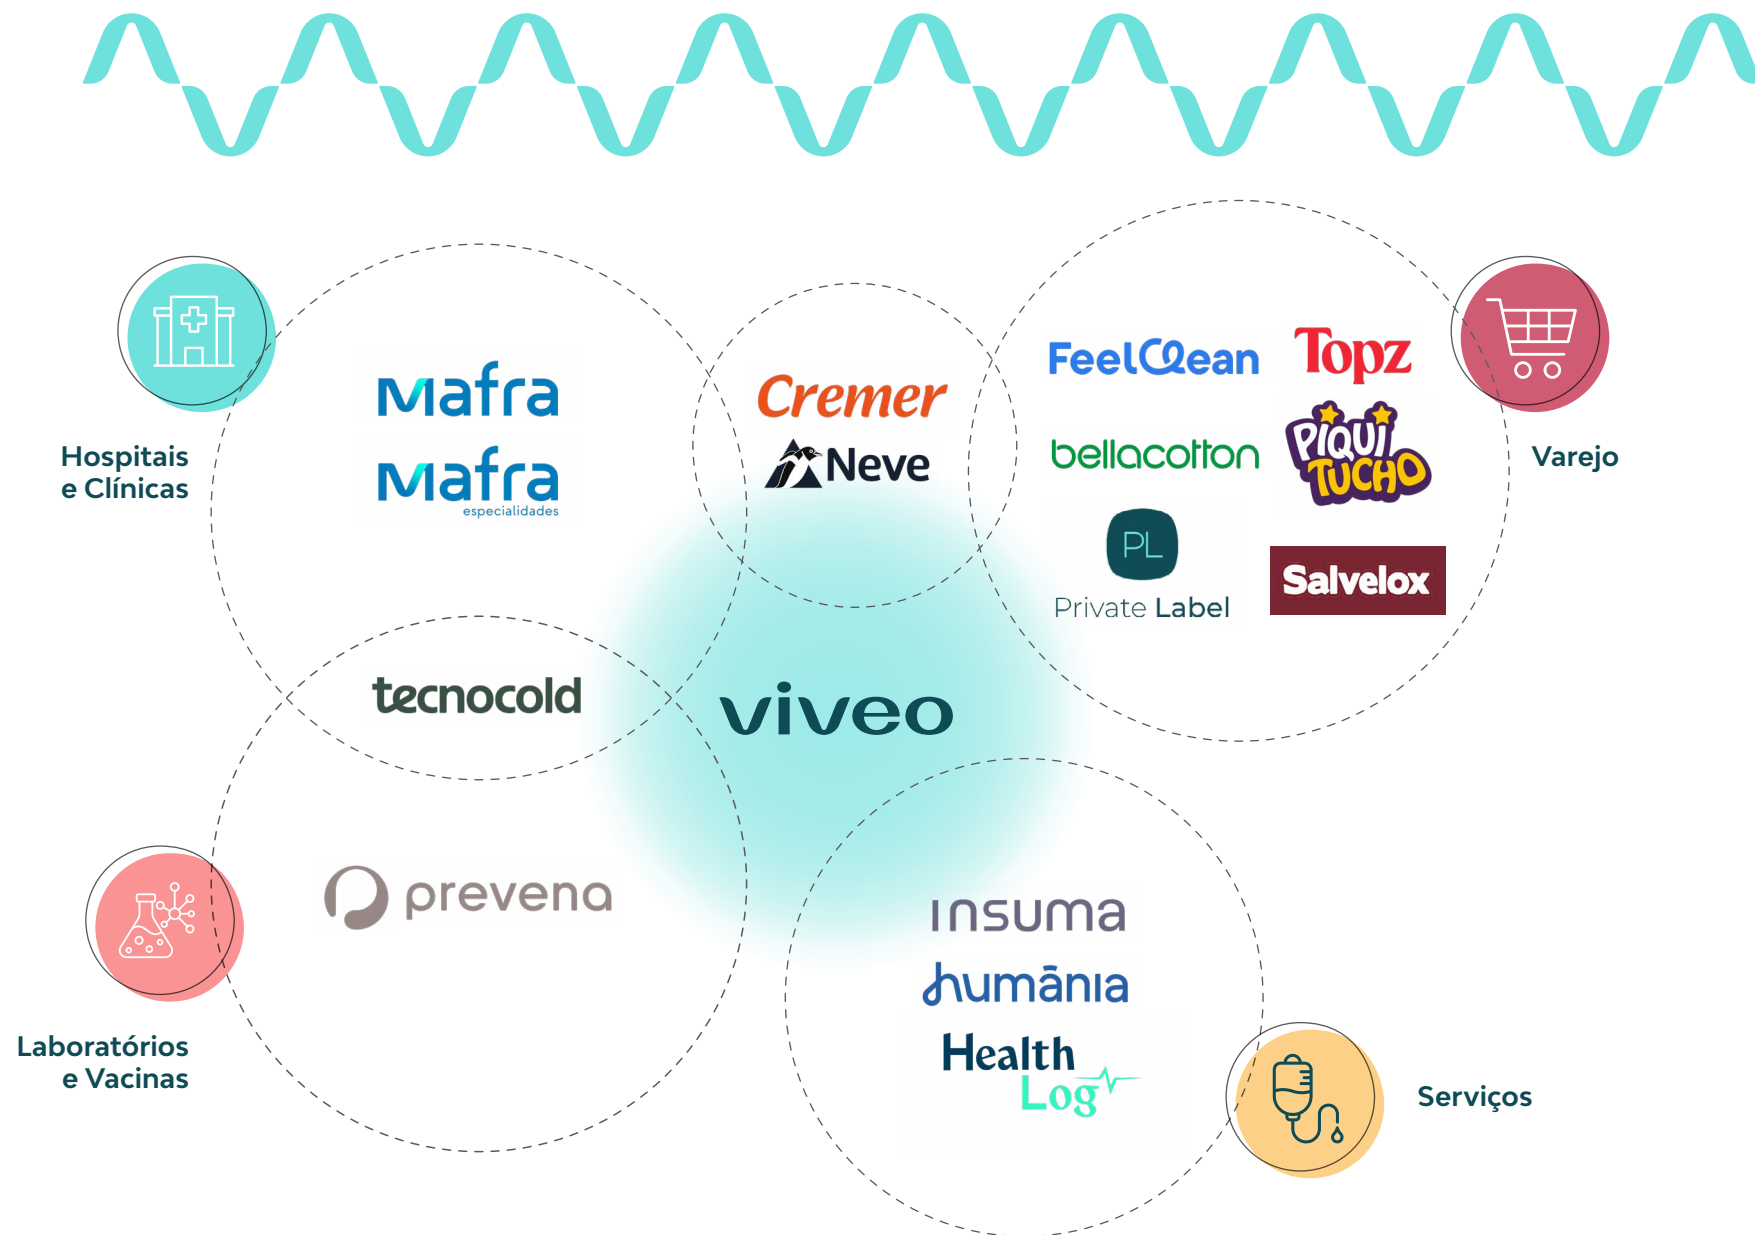 Hospitais
e Clínicas
mafra
mafra
especialidades
Cremer
Neve
FeelClean
Topz
bellacotton
PIQUI
TUCHO
PL
Private Label
Salvelox
Varejo
tecnocold
viveo
prevena
Laboratórios
e Vacinas
insuma
humānia
Health
Log
Serviços